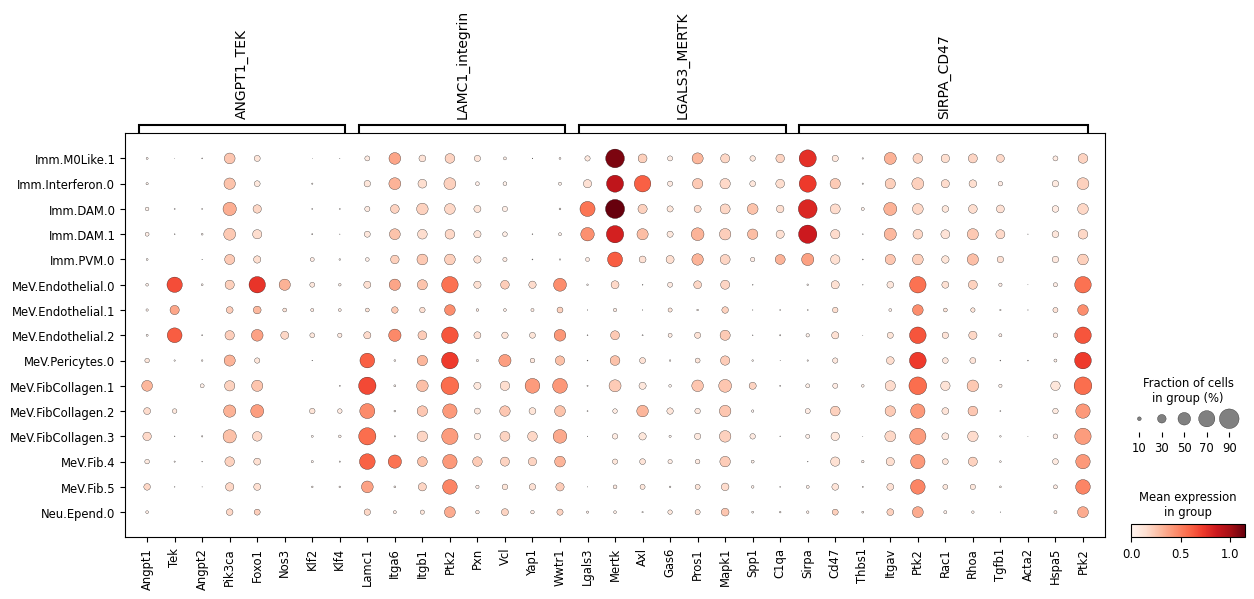 ANGPT1_TEK
LAMC1_integrin
LGALS3_MERTK
SIRPA_CD47
Imm.M0Like.1
Imm.Interferon.0
Imm.DAM.0
Imm.DAM.1
Imm.PVM.0
MeV.Endothelial.0
MeV.Endothelial.1
MeV.Endothelial.2
MeV.Pericytes.0
MeV.FibCollagen.1
MeV.FibCollagen.2
MeV.FibCollagen.3
MeV.Fib.4
MeV.Fib.5
Neu.Epend.0
Angpt1
Tek
Angpt2
Pik3ca
Foxo1
Nos3
Klf2
Klf4
Lamc1
Itga6
Itgb1
Ptk2
Pxn
Vcl
Yap1
Wwtr1
Lgals3
Mertk
Axl
Gas6
Pros1
Mapk1
Spp1
C1qa
Sirpa
Cd47
Thbs1
Itgav
Ptk2
Rac1
Rhoa
Tgfb1
Acta2
Hspa5
Ptk2
Fraction of cells
in group (%)
10 30 50 70 90
Mean expression
in group
0.0 0.5 1.0